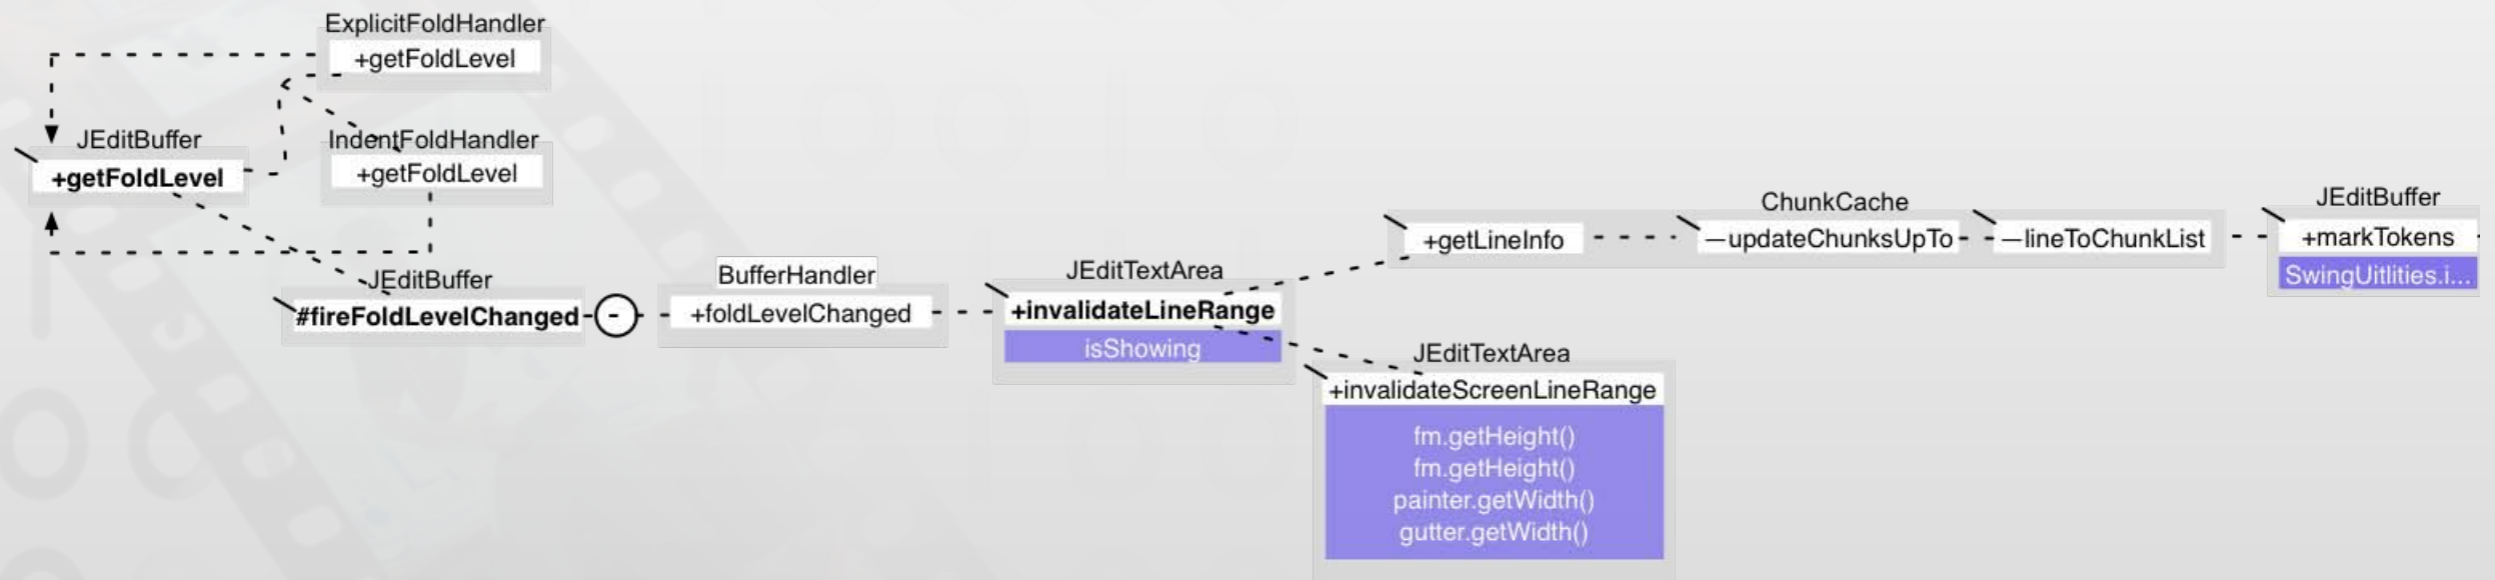 ExplicitFoldHandler
+getFoldLevel
JEditBuffer
+getFoldLevel
IndentFoldHandler
+getFoldLevel
JEditBuffer
#fireFoldLevelChanged
-
BufferHandler
+foldLevelChanged
JEditTextArea
+invalidateLineRange
isShowing
+getLineInfo
ChunkCache
—updateChunksUpTo
—lineToChunkList
JEditBuffer
+markTokens
SwingUitlities.i...
JEditTextArea
+invalidateScreenLineRange
fm.getHeight()
fm.getHeight()
painter.getWidth()
gutter.getWidth()